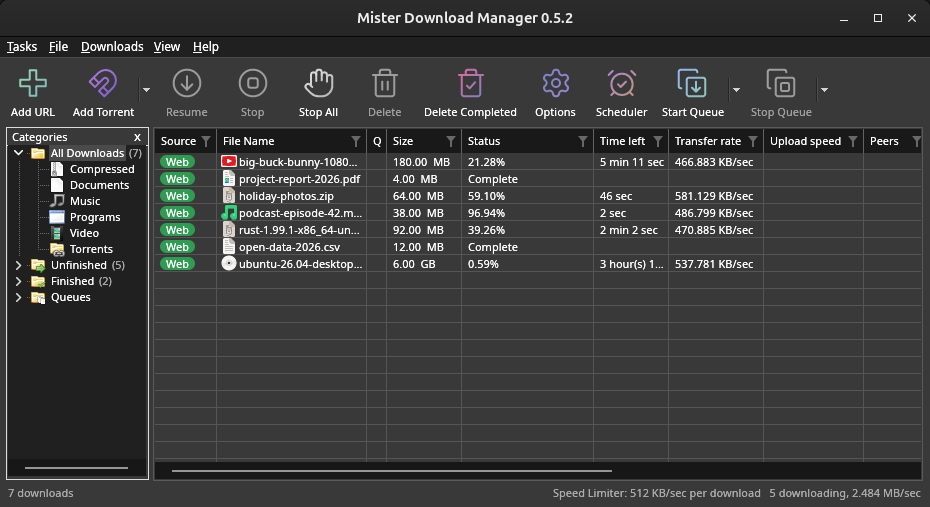 Mister Download Manager 0.5.2
Tasks File Downloads View Help
Add URL Add Torrent Resume Stop Stop All Delete Delete Completed Options Scheduler Start Queue Stop Queue
Categories x
All Downloads (7)
Compressed
Documents
Music
Programs
Video
Torrents
Unfinished (5)
Finished (2)
Queues
Source File Name Q Size Status Time left Transfer rate Upload speed Peers
Web big-buck-bunny-1080... 180.00 MB 21.28% 5 min 11 sec 466.883 KB/sec
Web project-report-2026.pdf 4.00 MB Complete
Web holiday-photos.zip 64.00 MB 59.10% 46 sec 581.129 KB/sec
Web podcast-episode-42.m... 38.00 MB 96.94% 2 sec 486.799 KB/sec
Web rust-1.99.1-x86_64-un... 92.00 MB 39.26% 2 min 2 sec 470.885 KB/sec
Web open-data-2026.csv 12.00 MB Complete
Web ubuntu-26.04-desktop... 6.00 GB 0.59% 3 hour(s) 1... 537.781 KB/sec
7 downloads Speed Limiter: 512 KB/sec per download 5 downloading, 2.484 MB/sec